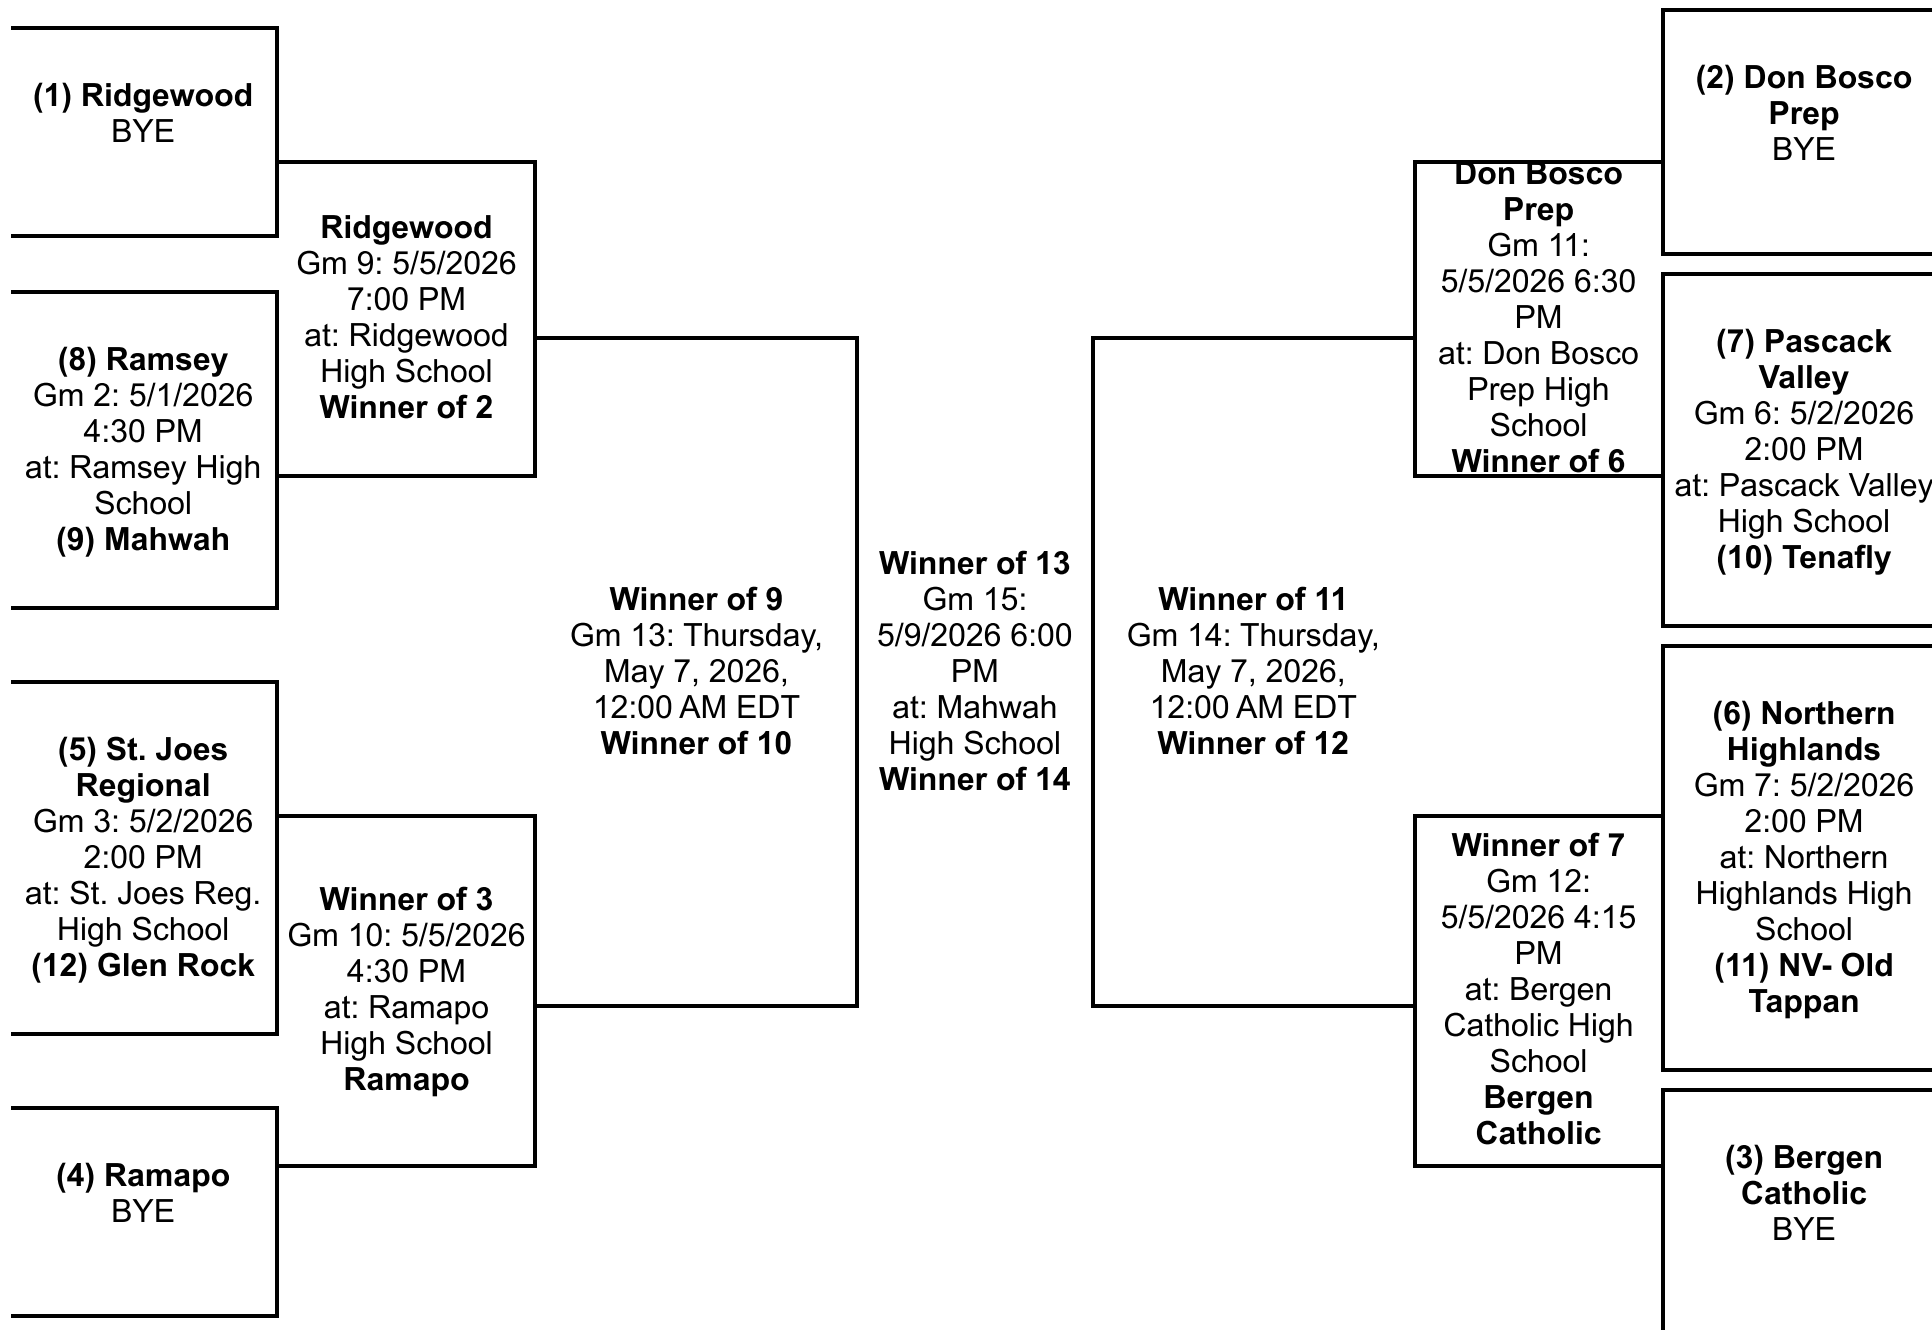 (1) Ridgewood
BYE
(8) Ramsey
Gm 2: 5/1/2026
4:30 PM
at: Ramsey High
School
(9) Mahwah
(5) St. Joes
Regional
Gm 3: 5/2/2026
2:00 PM
at: St. Joes Reg.
High School
(12) Glen Rock
(4) Ramapo
BYE
Ridgewood
Gm 9: 5/5/2026
7:00 PM
at: Ridgewood
High School
Winner of 2
Winner of 3
Gm 10: 5/5/2026
4:30 PM
at: Ramapo
High School
Ramapo
Winner of 9
Gm 13: Thursday,
May 7, 2026,
12:00 AM EDT
Winner of 10
Winner of 13
Gm 15:
5/9/2026 6:00
PM
at: Mahwah
High School
Winner of 14
Winner of 11
Gm 14: Thursday,
May 7, 2026,
12:00 AM EDT
Winner of 12
Don Bosco
Prep
Gm 11:
5/5/2026 6:30
PM
at: Don Bosco
Prep High
School
Winner of 6
Winner of 7
Gm 12:
5/5/2026 4:15
PM
at: Bergen
Catholic High
School
Bergen
Catholic
(2) Don Bosco
Prep
BYE
(7) Pascack
Valley
Gm 6: 5/2/2026
2:00 PM
at: Pascack Valley
High School
(10) Tenafly
(6) Northern
Highlands
Gm 7: 5/2/2026
2:00 PM
at: Northern
Highlands High
School
(11) NV- Old
Tappan
(3) Bergen
Catholic
BYE